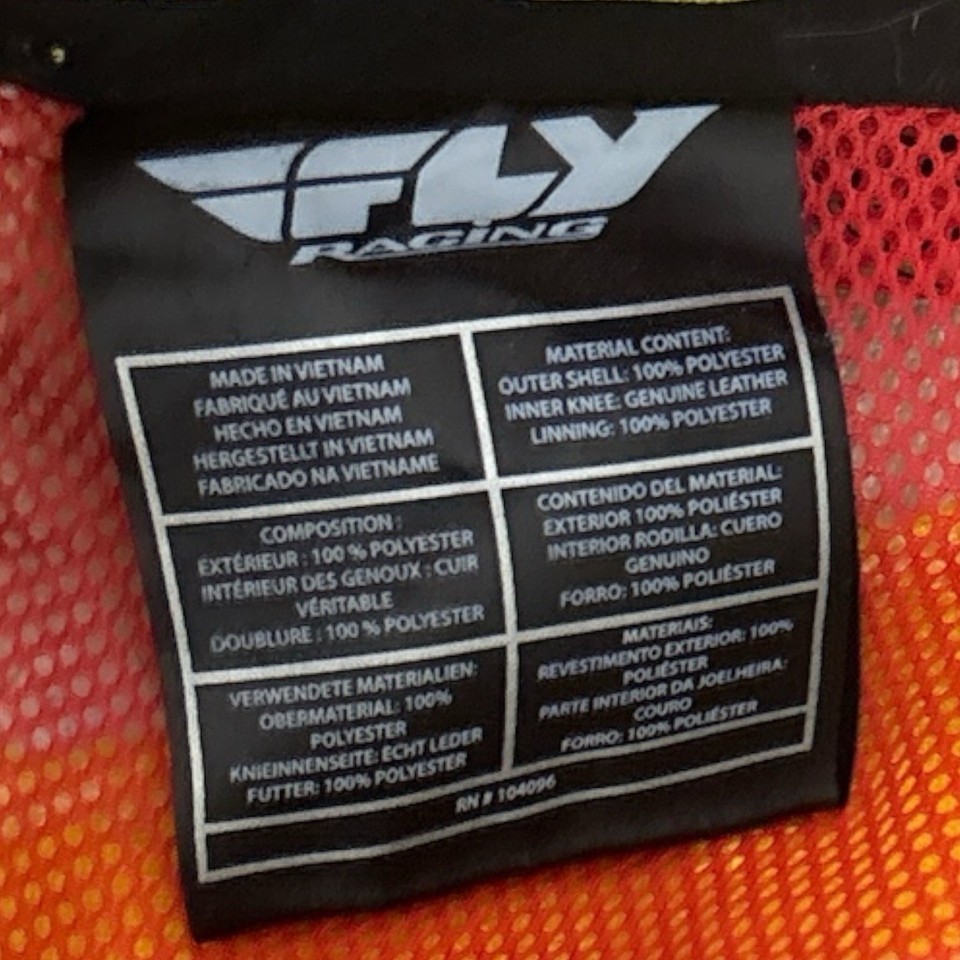 FLY
RACING
MADE IN VIETNAM
FABRIQUÉ AU VIETNAM
HECHO EN VIETNAM
HERGESTELLT IN VIETNAM
FABRICADO NA VIETNAME
MATERIAL CONTENT:
OUTER SHELL: 100% POLYESTER
INNER KNEE: GENUINE LEATHER
LINNING: 100% POLYESTER
COMPOSITION :
EXTÉRIEUR : 100 % POLYESTER
INTÉRIEUR DES GENOUX : CUIR
VÉRITABLE
DOUBLURE : 100 % POLYESTER
CONTENIDO DEL MATERIAL:
EXTERIOR 100% POLIÉSTER
INTERIOR RODILLA: CUERO
GENUINO
FORRO: 100% POLIÉSTER
VERWENDETE MATERIALIEN:
OBERMATERIAL: 100%
POLYESTER
KNIEINNENSEITE: ECHT LEDER
FUTTER: 100% POLYESTER
MATERIAIS:
REVESTIMENTO EXTERIOR: 100%
POLIÉSTER
PARTE INTERIOR DA JOELHEIRA:
COURO
FORRO: 100% POLIÉSTER
RN # 104096